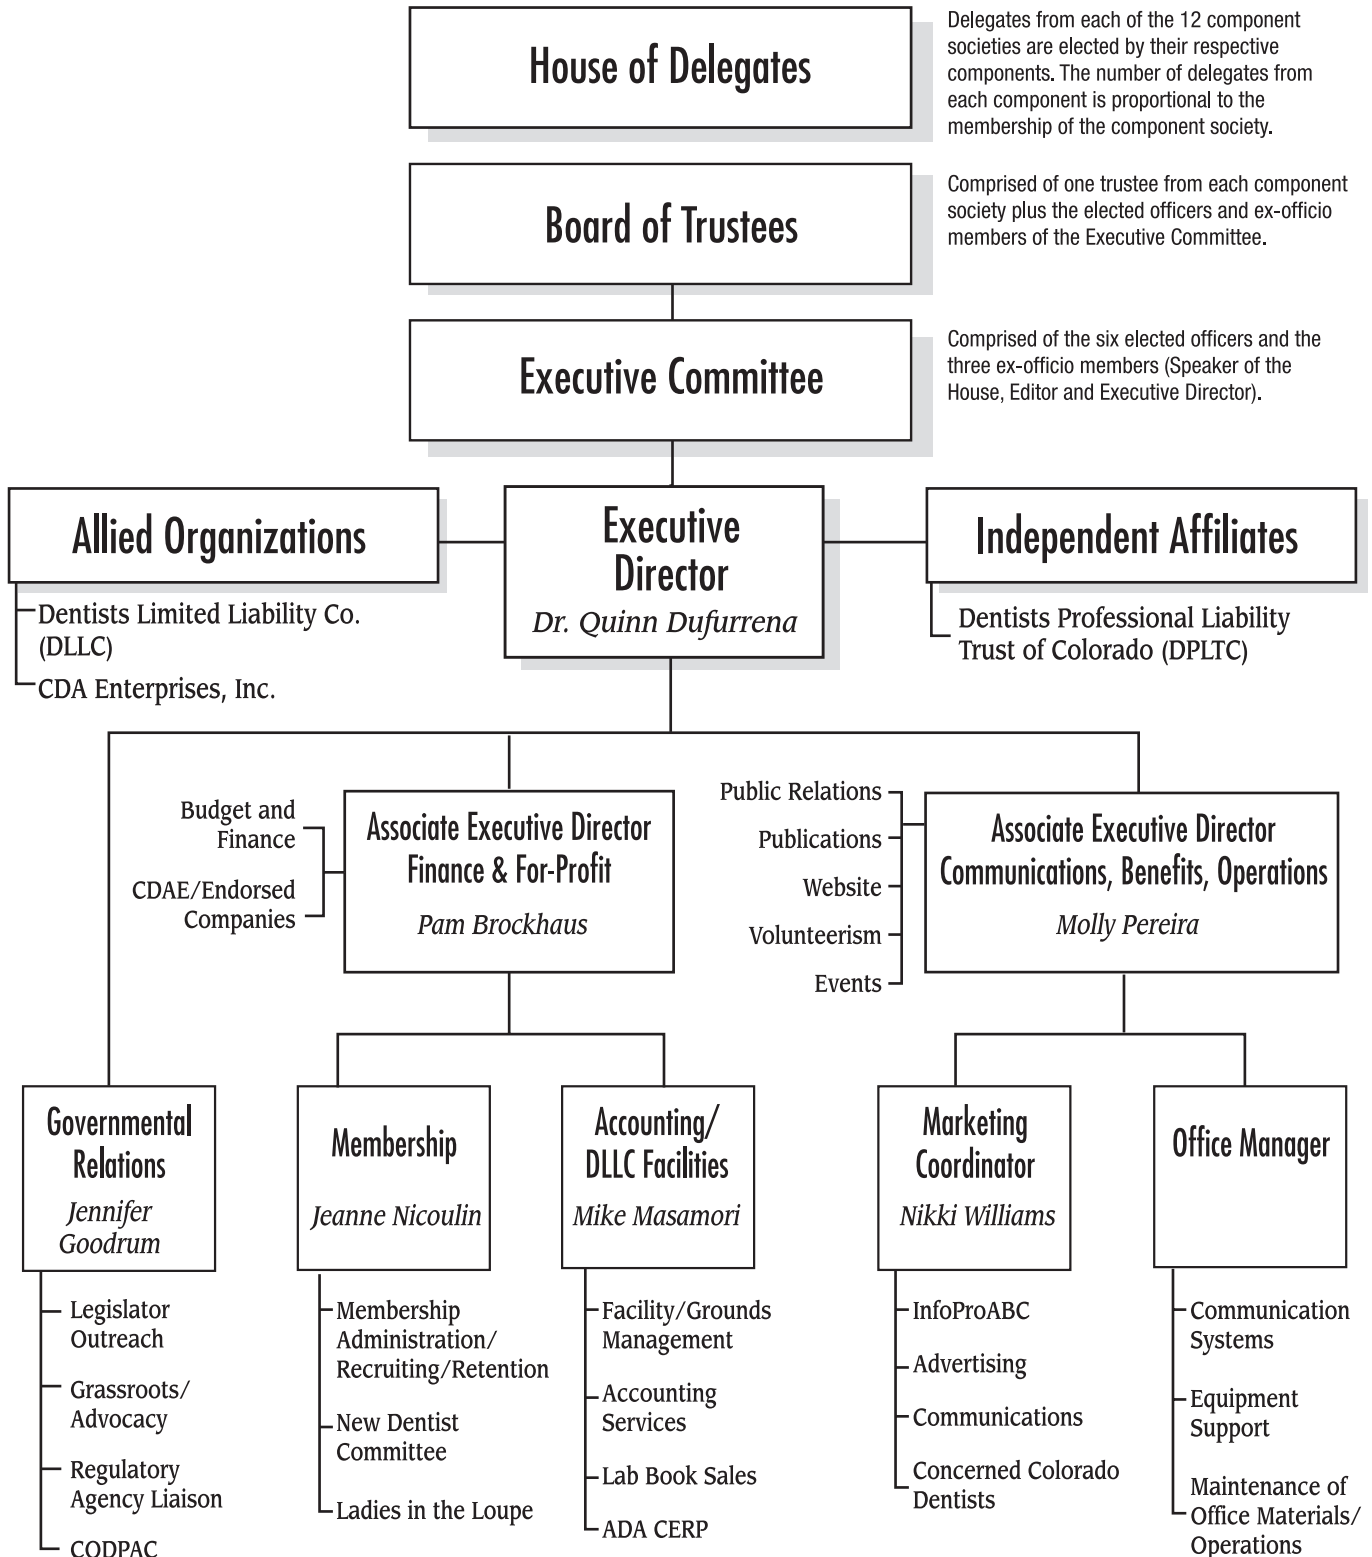 House of Delegates
Delegates from each of the 12 component
societies are elected by their respective
components. The number of delegates from
each component is proportional to the
membership of the component society.
Board of Trustees
Comprised of one trustee from each component
society plus the elected officers and ex-officio
members of the Executive Committee.
Executive Committee
Comprised of the six elected officers and the
three ex-officio members (Speaker of the
House, Editor and Executive Director).
Allied Organizations
Dentists Limited Liability Co.
(DLLC)
CDA Enterprises, Inc.
Executive
Director
Dr. Quinn Dufurrena
Independent Affiliates
Dentists Professional Liability
Trust of Colorado (DPLTC)
Budget and
Finance
CDAE/Endorsed
Companies
Associate Executive Director
Finance & For-Profit
Pam Brockhaus
Public Relations
Publications
Website
Volunteerism
Events
Associate Executive Director
Communications, Benefits, Operations
Molly Pereira
Governmental
Relations
Jennifer
Goodrum
Legislator
Outreach
Grassroots/
Advocacy
Regulatory
Agency Liaison
CODPAC
Membership
Jeanne Nicoulin
Membership
Administration/
Recruiting/Retention
New Dentist
Committee
Ladies in the Loupe
Accounting/
DLLC Facilities
Mike Masamori
Facility/Grounds
Management
Accounting
Services
Lab Book Sales
ADA CERP
Marketing
Coordinator
Nikki Williams
InfoProABC
Advertising
Communications
Concerned Colorado
Dentists
Office Manager
Communication
Systems
Equipment
Support
Maintenance of
Office Materials/
Operations